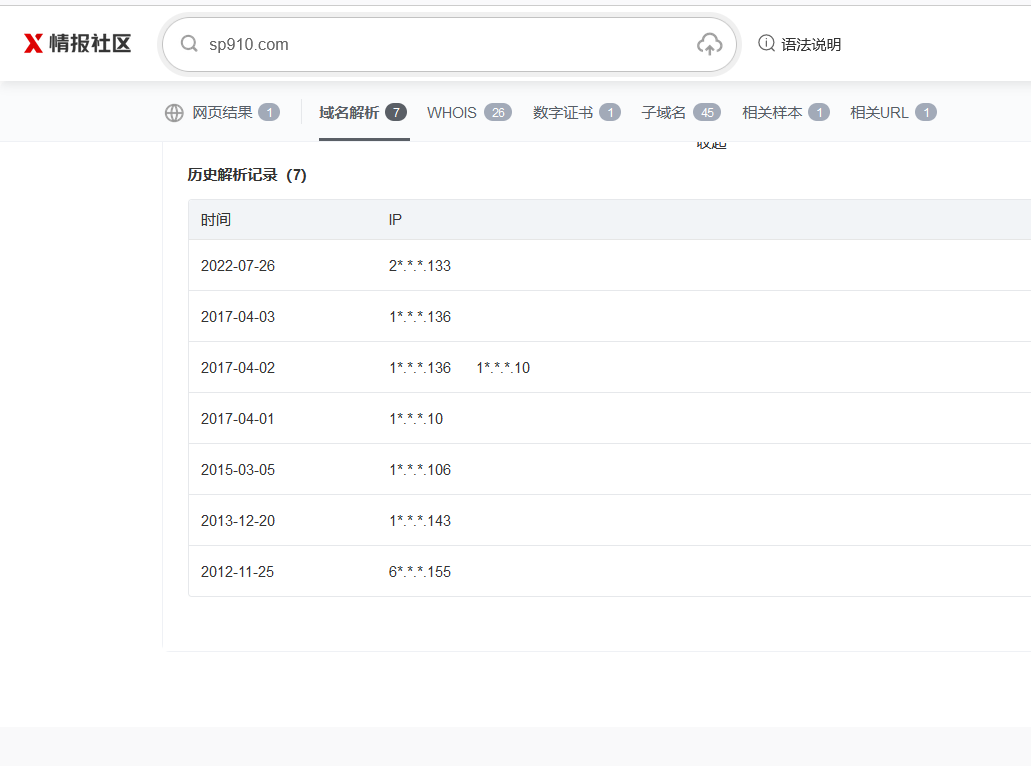 X 情报社区
sp910.com
语法说明
网页结果 1
域名解析 7
WHOIS 26
数字证书 1
子域名 45
相关样本 1
相关URL 1
收起
历史解析记录 (7)
时间 IP
2022-07-26 2*.*.*.133
2017-04-03 1*.*.*.136
2017-04-02 1*.*.*.136 1*.*.*.10
2017-04-01 1*.*.*.10
2015-03-05 1*.*.*.106
2013-12-20 1*.*.*.143
2012-11-25 6*.*.*.155